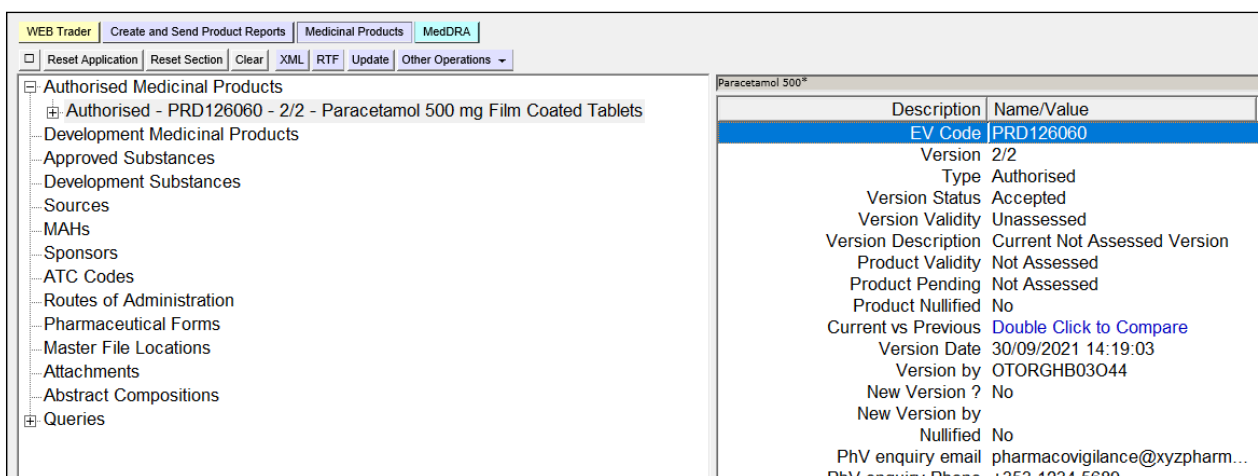 WEB Trader Create and Send Product Reports Medicinal Products MedDRA
Reset Application Reset Section Clear XML RTF Update Other Operations
Authorised Medicinal Products
Authorised - PRD126060 - 2/2 - Paracetamol 500 mg Film Coated Tablets
Development Medicinal Products
Approved Substances
Development Substances
Sources
MAHs
Sponsors
ATC Codes
Routes of Administration
Pharmaceutical Forms
Master File Locations
Attachments
Abstract Compositions
Queries
Paracetamol 500*
Description Name/Value
EV Code PRD126060
Version 2/2
Type Authorised
Version Status Accepted
Version Validity Unassessed
Version Description Current Not Assessed Version
Product Validity Not Assessed
Product Pending Not Assessed
Product Nullified No
Current vs Previous Double Click to Compare
Version Date 30/09/2021 14:19:03
Version by OTORGHB03O44
New Version ? No
New Version by
Nullified No
PhV enquiry email pharmacovigilance@xyzpharm...
PhV enquiry Phone +353 1234 5689